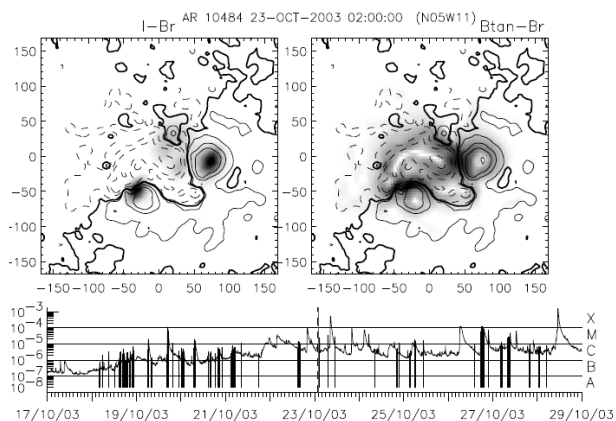 AR 10484 23-OCT-2003 02:00:00 (N05W11)
I-Br Btan-Br
150
100
50
0
-50
-100
-150
-150 -100 -50 0 50 100 150
-150 -100 -50 0 50 100 150
10-3
10-4 X
10-5 M
10-6 C
10-7 B
10-8 A
17/10/03 19/10/03 21/10/03 23/10/03 25/10/03 27/10/03 29/10/03